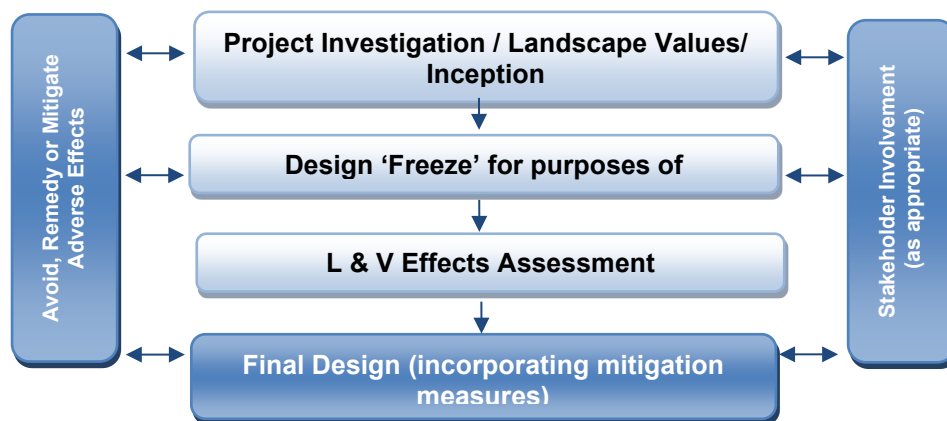 Avoid, Remedy or Mitigate
Adverse Effects
Project Investigation / Landscape Values/
Inception
Design ‘Freeze’ for purposes of
L & V Effects Assessment
Final Design (incorporating mitigation
measures)
Stakeholder Involvement
(as appropriate)